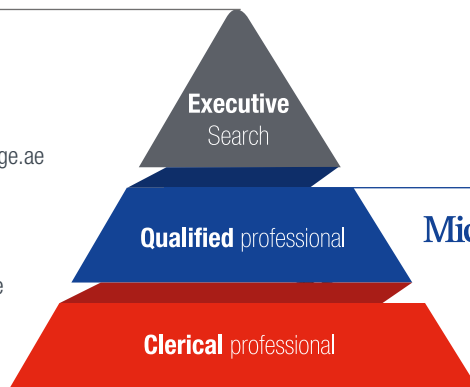 Executive
Search
ge.ae
Qualified professional
Mic
e
Clerical professional